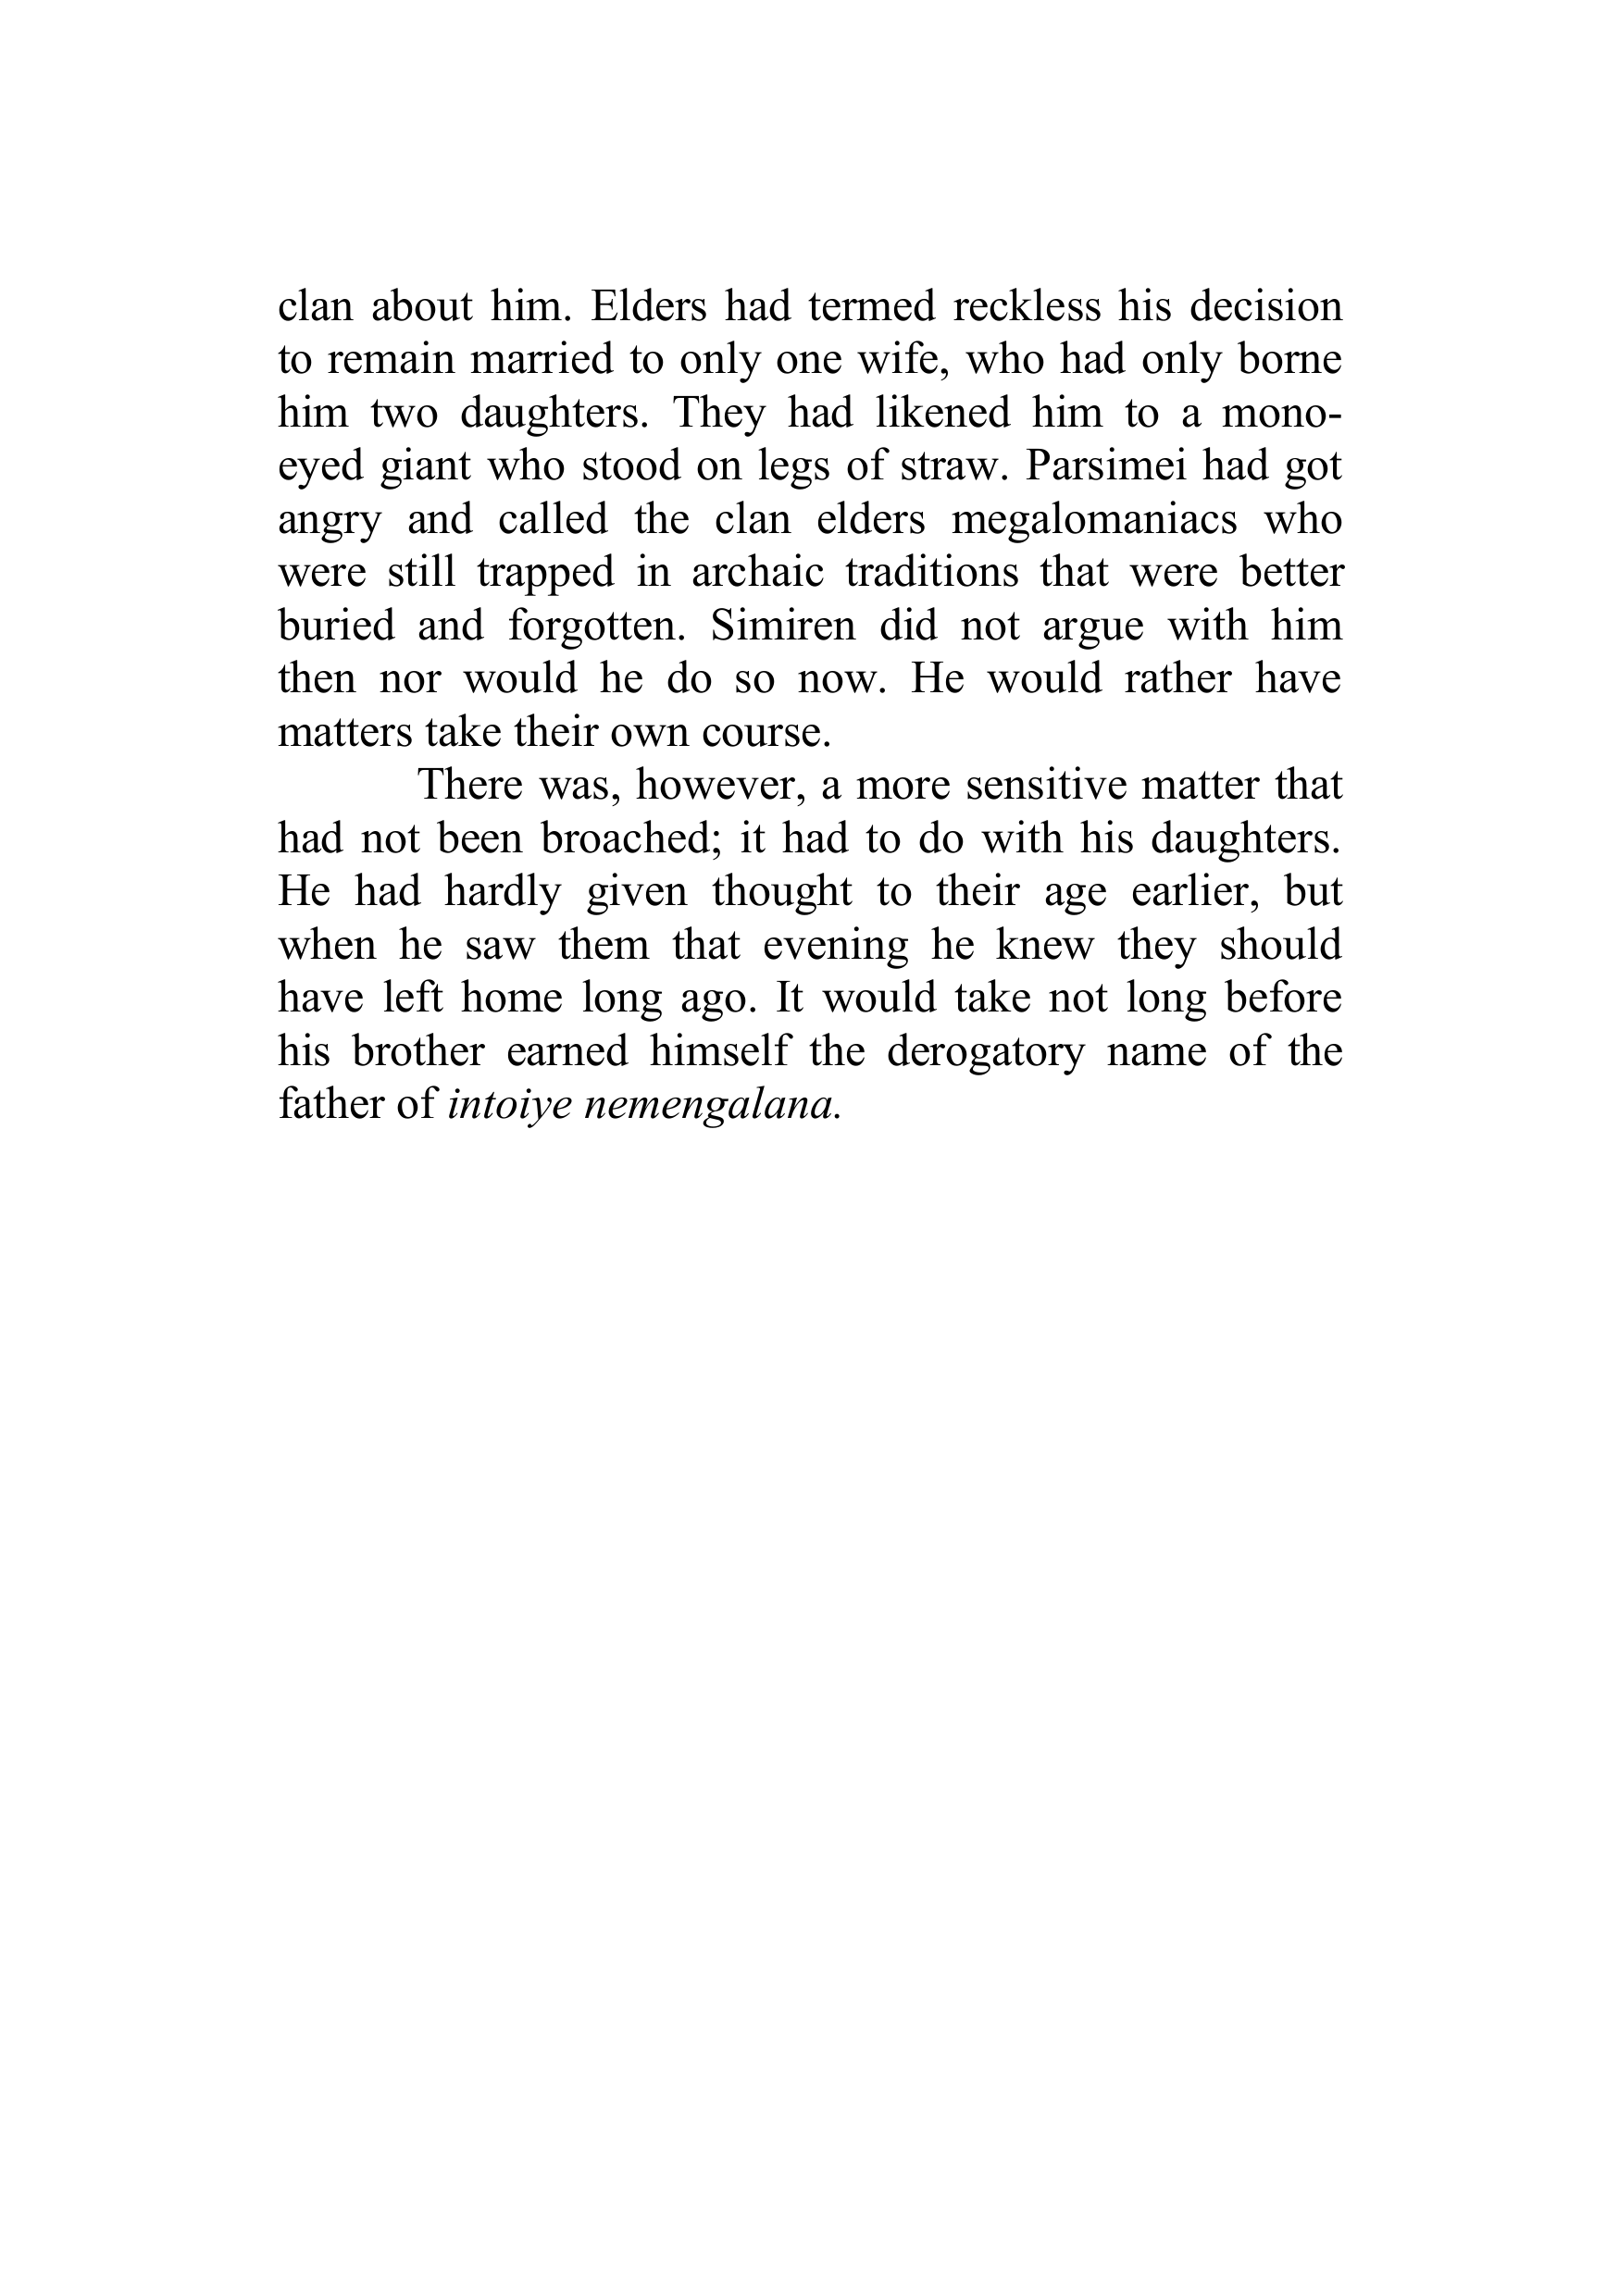 clan about him. Elders had termed reckless his decision
to remain married to only one wife, who had only borne
him two daughters. They had likened him to a mono-
eyed giant who stood on legs of straw. Parsimei had got
angry and called the clan elders megalomaniacs who
were still trapped in archaic traditions that were better
buried and forgotten. Simiren did not argue with him
then nor would he do so now. He would rather have
matters take their own course.
There was, however, a more sensitive matter that
had not been broached; it had to do with his daughters.
He had hardly given thought to their age earlier, but
when he saw them that evening he knew they should
have left home long ago. It would take not long before
his brother earned himself the derogatory name of the
father of intoiye nemengalana.